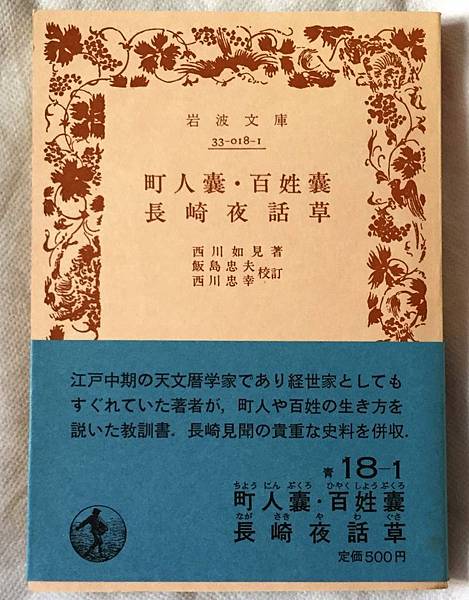 岩波文庫
33-018-1
町人嚢・百姓嚢
長崎夜話草
西川如見著
飯島忠夫
西川忠幸校訂
江戸中期の天文暦学家であり経世家としても
すぐれていた著者が，町人や百姓の生き方を
説いた教訓書．長崎見聞の貴重な史料を併収．
青 18-1
ちょう にん ぶくろ ひゃくしょうぶくろ
町人嚢・百姓嚢
なが さき や わ ぐさ
長崎夜話草
定価500円